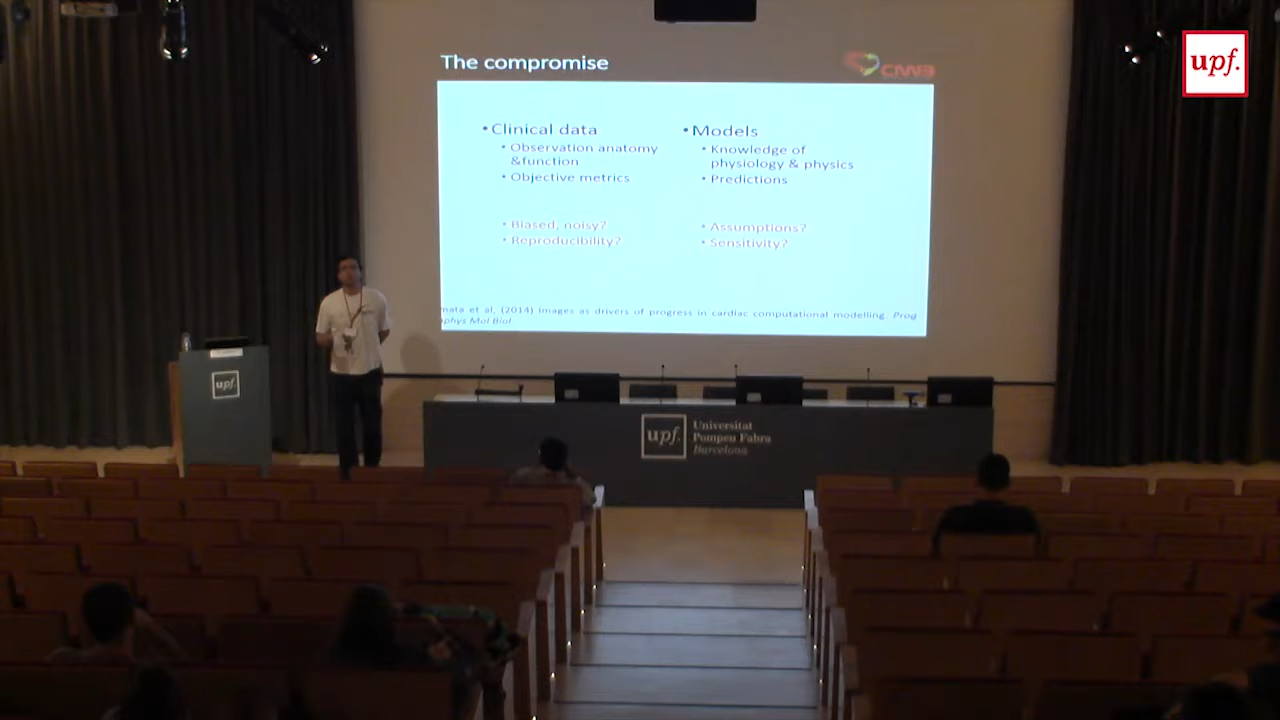 The compromise
upf.
• Clinical data
• Observation anatomy
&function
• Objective metrics
• Biased, noisy?
• Reproducibility?
• Models
• Knowledge of
physiology & physics
• Predictions
• Assumptions?
• Sensitivity?
et al, (2014) Images as drivers of progress in cardiac computational modelling. Prog
Mol Biol
upf.
upf.
Universitat
Pompeu Fabra
Barcelona